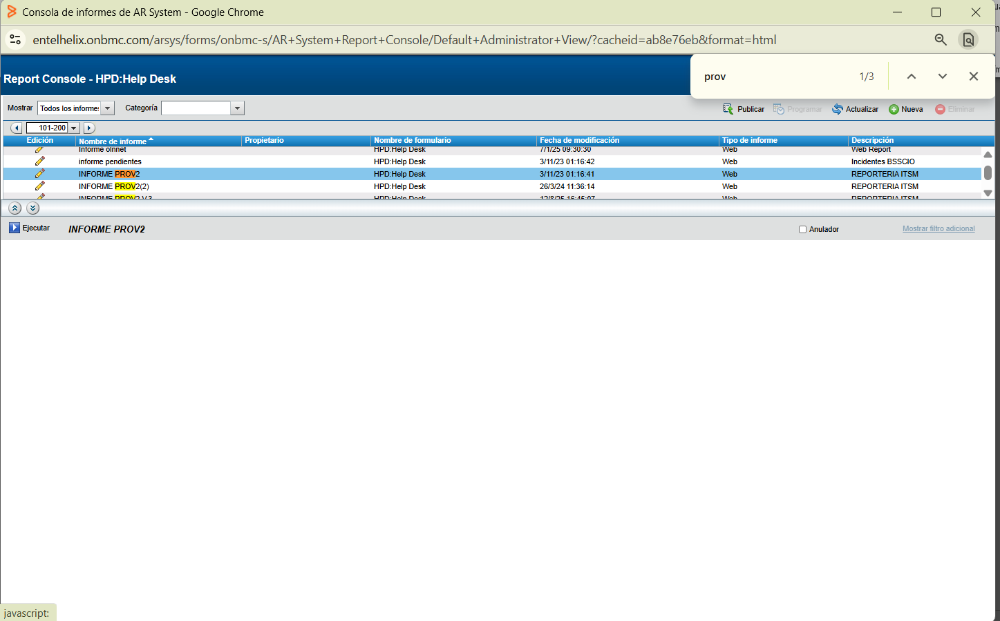 Consola de informes de AR System - Google Chrome
entelhelix.onbmc.com/arsys/forms/onbmc-s/AR+System+Report+Console/Default+Administrator+View/?cacheid=ab8e76eb&format=html
prov 1/3
Report Console - HPD:Help Desk
Mostrar Todos los informe: Categoría Publicar Programar Actualizar Nueva Eliminar
101-200
Edición Nombre de informe Propietario Nombre de formulario Fecha de modificación Tipo de informe Descripción
Informe olnnet HPD:Help Desk 7/1/25 09:30:30 Web Web Report
informe pendientes HPD:Help Desk 3/11/23 01:16:42 Web Incidentes BSSCIO
INFORME PROV2 HPD:Help Desk 3/11/23 01:16:41 Web REPORTERIA ITSM
INFORME PROV2(2) HPD:Help Desk 26/3/24 11:36:14 Web REPORTERIA ITSM
INFORME PROV2 V.3 HPD:Help Desk 12/8/25 16:45:07 Web REPORTERIA ITSM
Ejecutar INFORME PROV2 Anulador Mostrar filtro adicional
javascript: